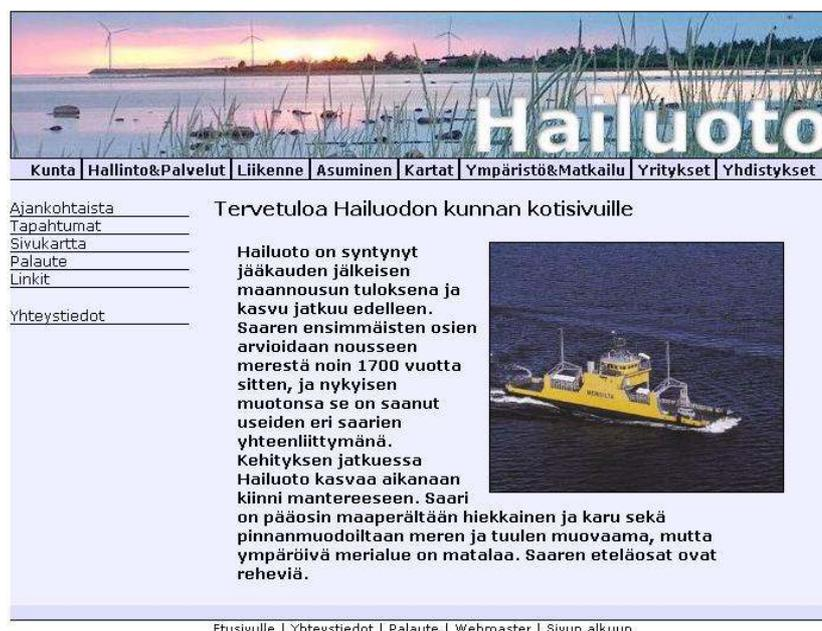 Hailuoto
Kunta | Hallinto&Palvelut | Liikenne | Asuminen | Kartat | Ympäristö&Matkailu | Yritykset | Yhdistykset
Ajankohtaista
Tapahtumat
Sivukartta
Palaute
Linkit
Yhteystiedot
Tervetuloa Hailuodon kunnan kotisivuille
Hailuoto on syntynyt
jääkauden jälkeisen
maannousun tuloksena ja
kasvu jatkuu edelleen.
Saaren ensimmäisten osien
arvioidaan nousseen
merestä noin 1700 vuotta
sitten, ja nykyisen
muotonsa se on saanut
useiden eri saarien
yhteenliittymänä.
Kehityksen jatkuessa
Hailuoto kasvaa aikanaan
kiinni mantereeseen. Saari
on pääosin maaperältään hiekkainen ja karu sekä
pinnanmuodoiltaan meren ja tuulen muovaama, mutta
ympäröivä merialue on matalaa. Saaren eteläosat ovat
reheviä.
MERISILTA
Etusivulle | Yhteystiedot | Palaute | Webmaster | Sivun alkuun